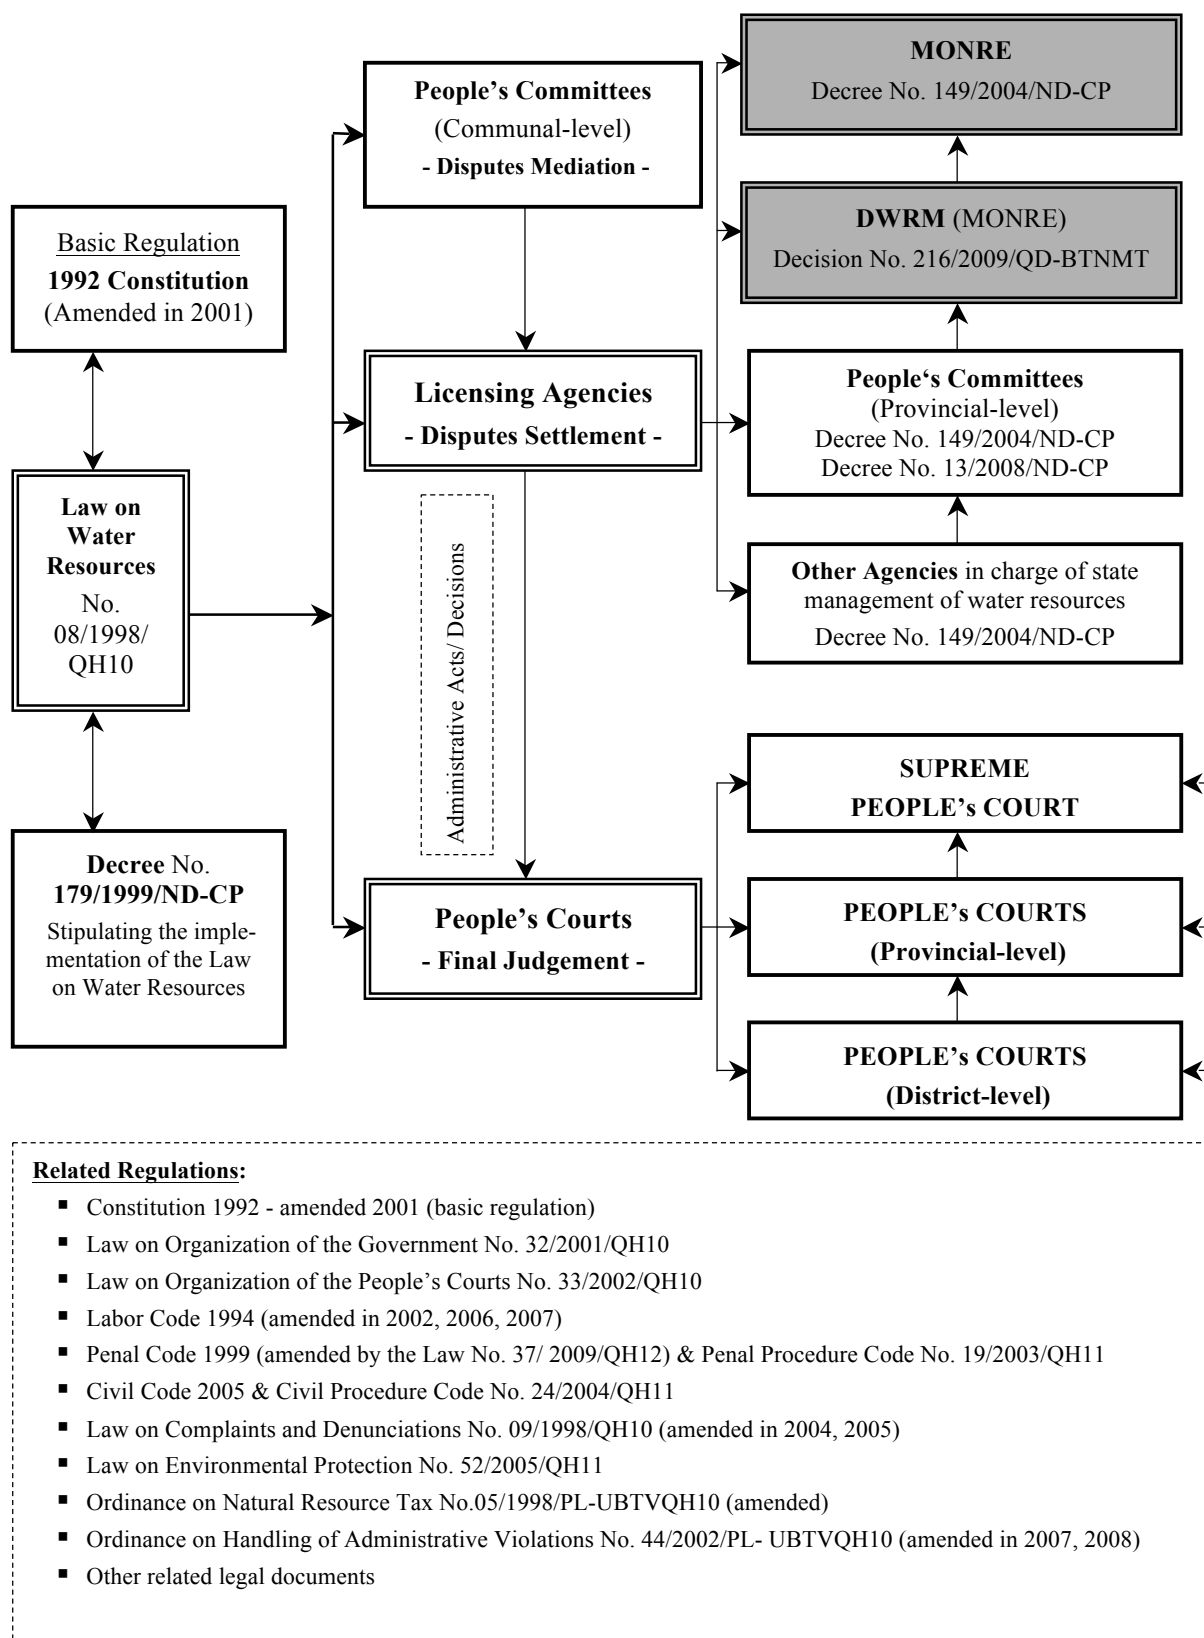 MONRE
Decree No. 149/2004/ND-CP
People’s Committees
(Communal-level)
- Disputes Mediation -
DWRM (MONRE)
Decision No. 216/2009/QD-BTNMT
Basic Regulation
1992 Constitution
(Amended in 2001)
Licensing Agencies
- Disputes Settlement -
People‘s Committees
(Provincial-level)
Decree No. 149/2004/ND-CP
Decree No. 13/2008/ND-CP
Law on
Water
Resources
No.
08/1998/
QH10
Administrative Acts/ Decisions
Other Agencies in charge of state
management of water resources
Decree No. 149/2004/ND-CP
SUPREME
PEOPLE’s COURT
Decree No.
179/1999/ND-CP
Stipulating the imple-
mentation of the Law
on Water Resources
People’s Courts
- Final Judgement -
PEOPLE’s COURTS
(Provincial-level)
PEOPLE’s COURTS
(District-level)
Related Regulations:
▪ Constitution 1992 - amended 2001 (basic regulation)
▪ Law on Organization of the Government No. 32/2001/QH10
▪ Law on Organization of the People’s Courts No. 33/2002/QH10
▪ Labor Code 1994 (amended in 2002, 2006, 2007)
▪ Penal Code 1999 (amended by the Law No. 37/ 2009/QH12) & Penal Procedure Code No. 19/2003/QH11
▪ Civil Code 2005 & Civil Procedure Code No. 24/2004/QH11
▪ Law on Complaints and Denunciations No. 09/1998/QH10 (amended in 2004, 2005)
▪ Law on Environmental Protection No. 52/2005/QH11
▪ Ordinance on Natural Resource Tax No.05/1998/PL-UBTVQH10 (amended)
▪ Ordinance on Handling of Administrative Violations No. 44/2002/PL- UBTVQH10 (amended in 2007, 2008)
▪ Other related legal documents